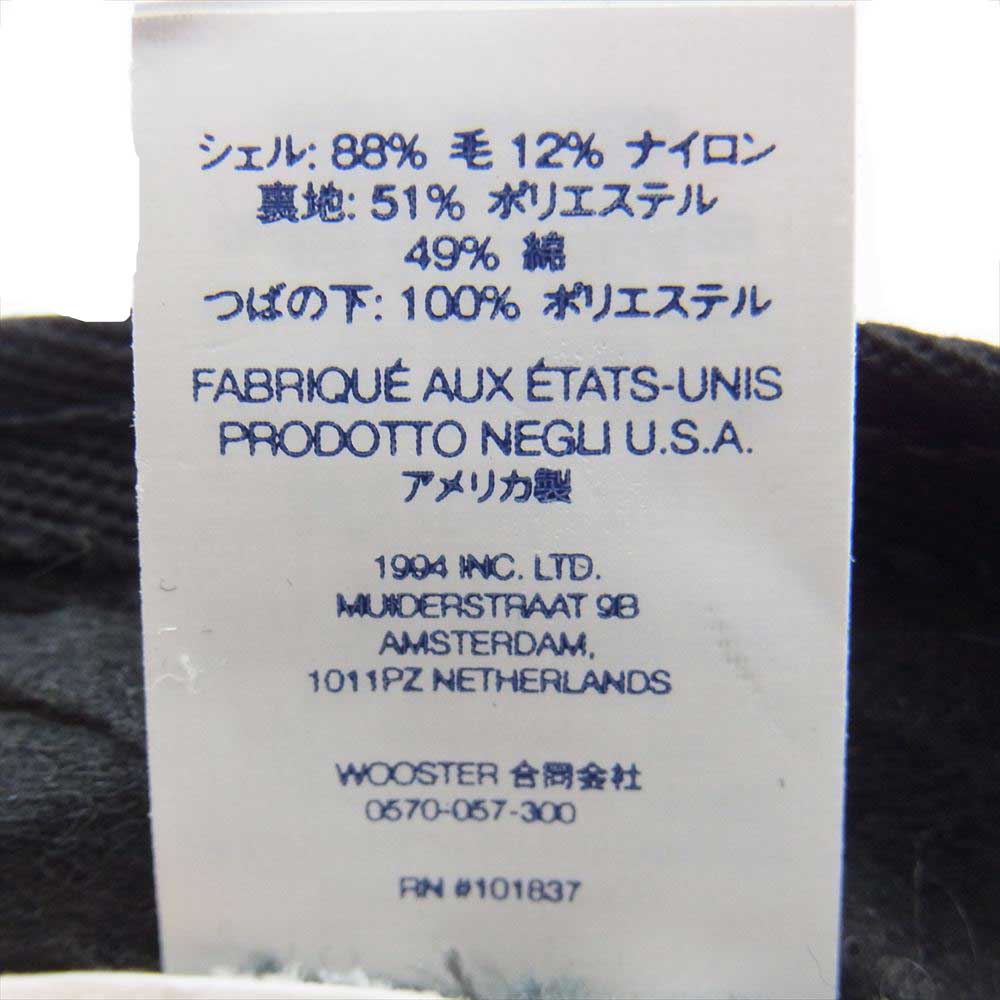 シェル: 88% 毛 12% ナイロン
裏地: 51% ポリエステル
49% 綿
つばの下: 100% ポリエステル
FABRIQUÉ AUX ÉTATS-UNIS
PRODOTTO NEGLI U.S.A.
アメリカ製
1994 INC. LTD.
MUIDERSTRAAT 9B
AMSTERDAM,
1011PZ NETHERLANDS
WOOSTER 合同会社
0570-057-300
RN #101837